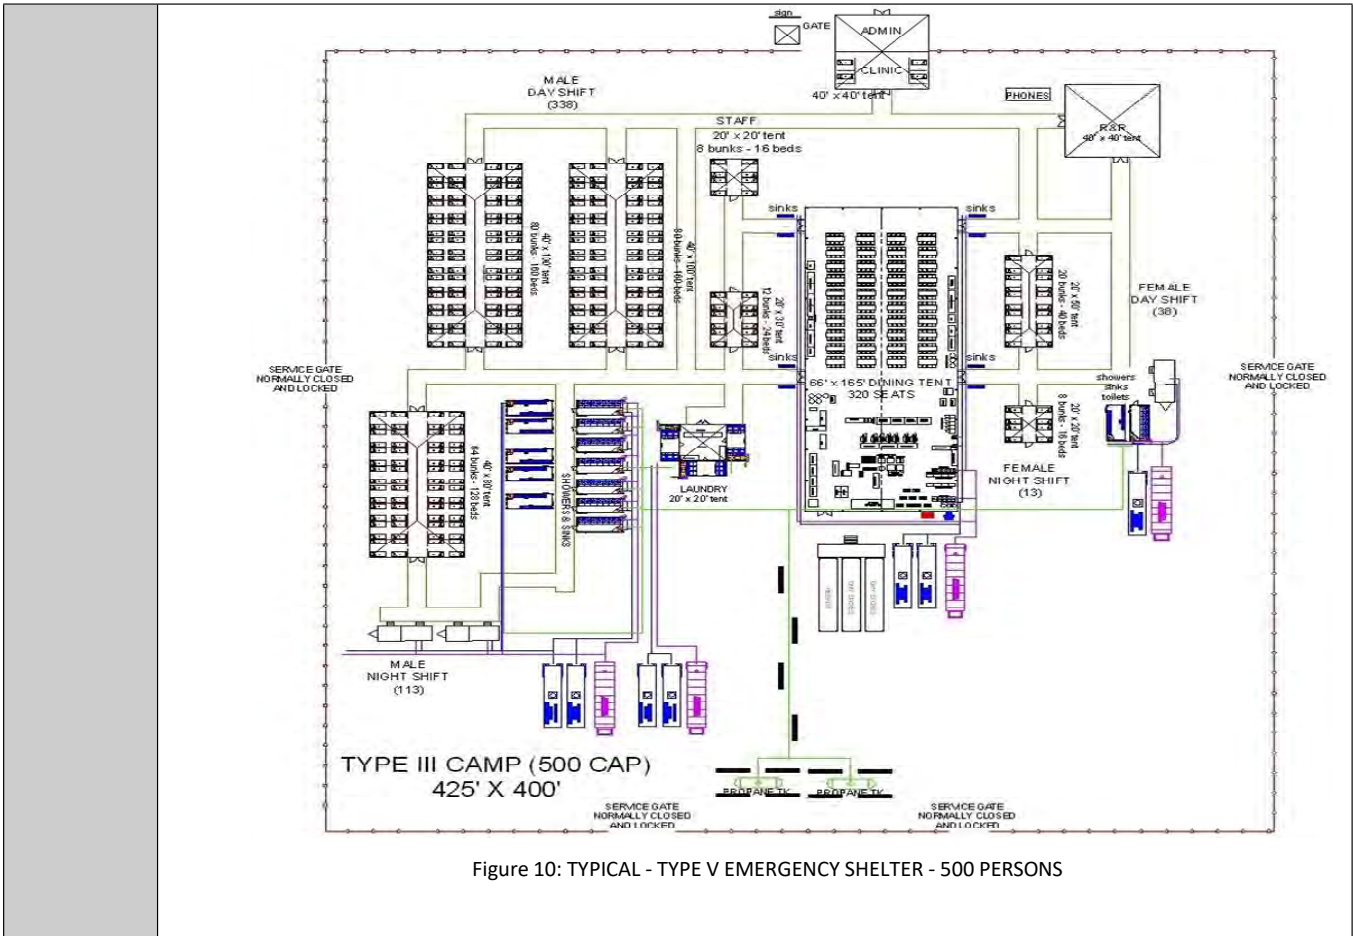 sign
GATE
ADMIN
CLINIC
40' x 40' tent
MALE
DAY SHIFT
(338)
PHONES
R&R
40' x 40' tent
STAFF
20' x 20' tent
8 bunks - 16 beds
sinks
sinks
40' x 100' tent
80 bunks - 160 beds
40' x 100' tent
80 bunks - 160 beds
20' x 30' tent
12 bunks - 24 beds
20' x 50' tent
20 bunks - 40 beds
FEMALE
DAY SHIFT
(38)
sinks
sinks
SERVICE GATE
NORMALLY CLOSED
AND LOCKED
SERVICE GATE
NORMALLY CLOSED
AND LOCKED
66' x 165' DINING TENT
320 SEATS
showers
sinks
toilets
20' x 20' tent
8 bunks - 16 beds
40' x 80' tent
64 bunks - 128 beds
SHOWERS & SINKS
LAUNDRY
20' x 20' tent
FEMALE
NIGHT SHIFT
(13)
MALE
NIGHT SHIFT
(113)
TYPE III CAMP (500 CAP)
425' X 400'
PROPANE TK
PROPANE TK
SERVICE GATE
NORMALLY CLOSED
AND LOCKED
SERVICE GATE
NORMALLY CLOSED
AND LOCKED
Figure 10: TYPICAL - TYPE V EMERGENCY SHELTER - 500 PERSONS